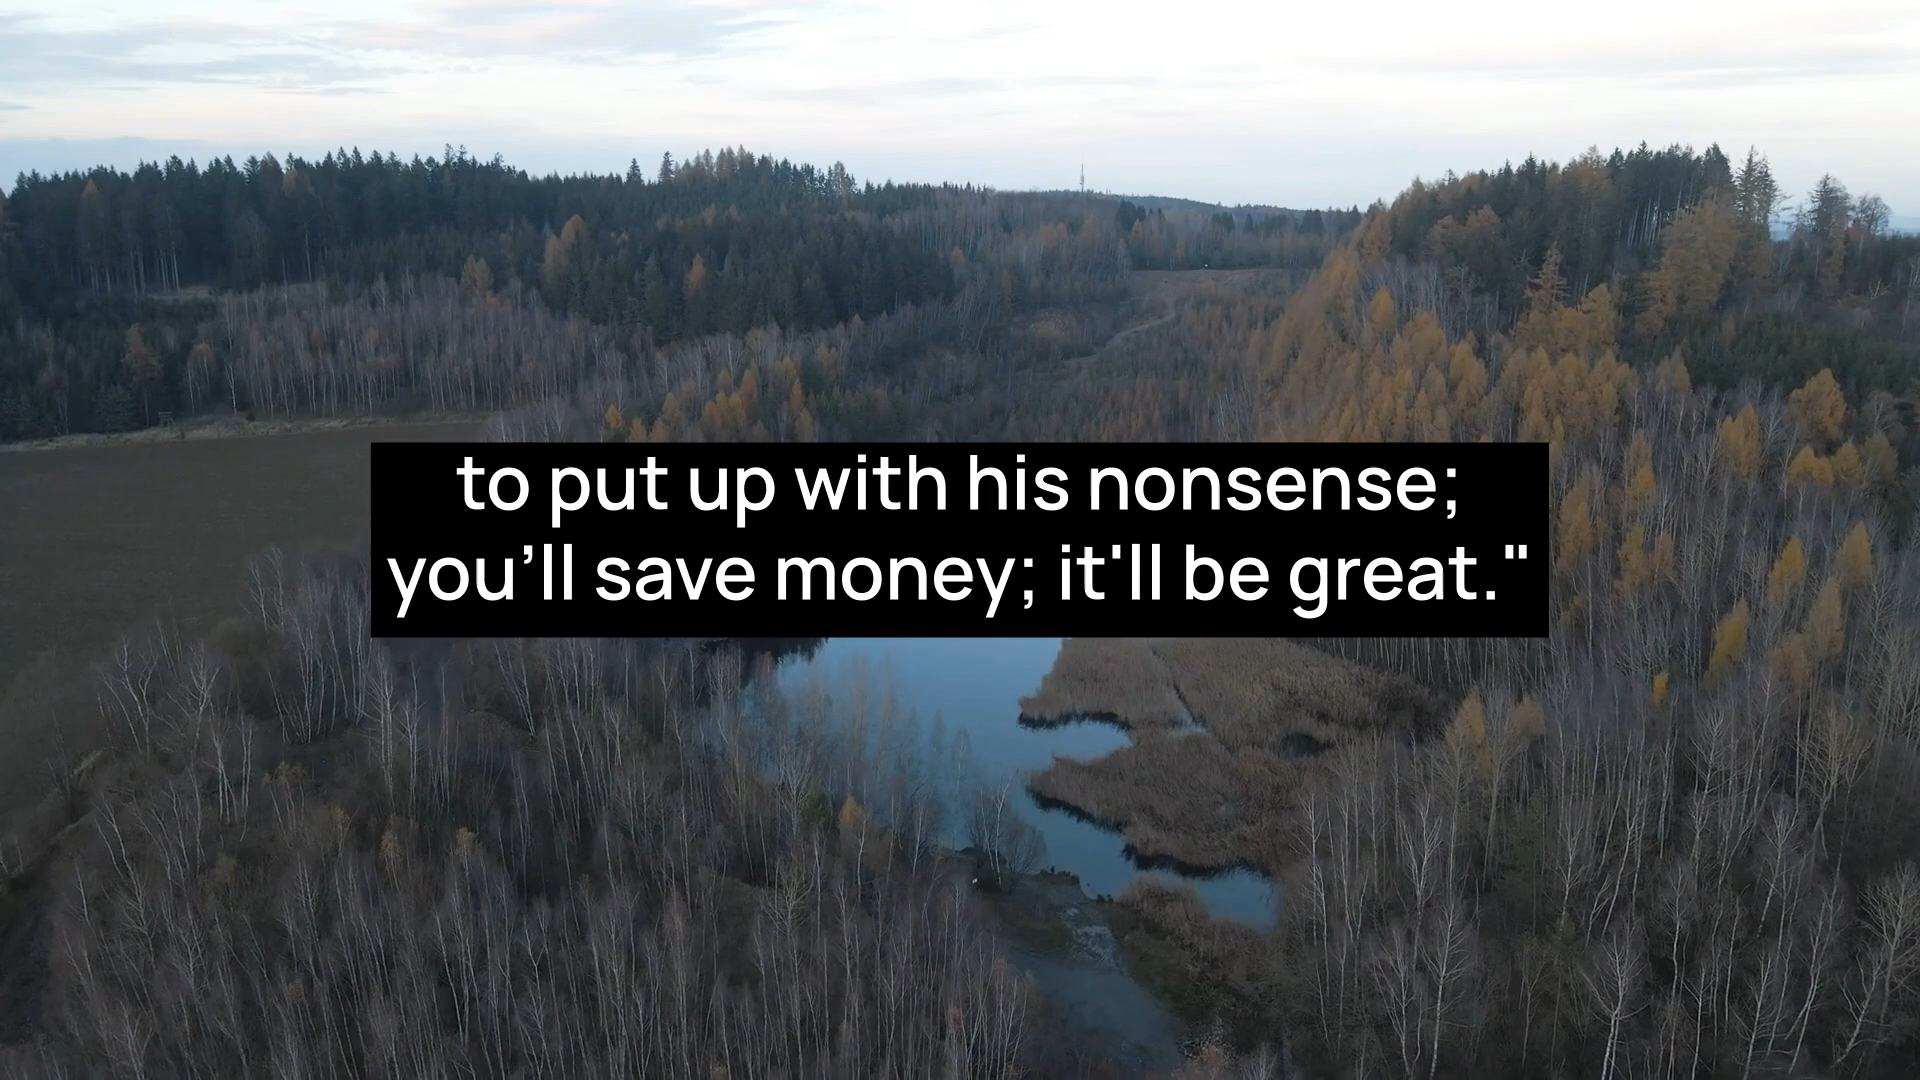 to put up with his nonsense;
you’ll save money; it'll be great."